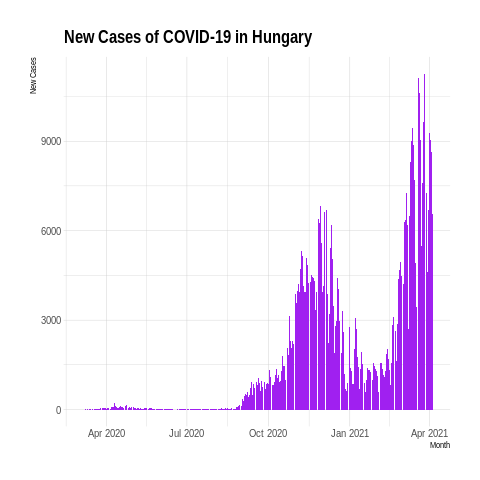 New Cases of COVID-19 in Hungary
New Cases
9000
6000
3000
0
Apr 2020 Jul 2020 Oct 2020 Jan 2021 Apr 2021
Month